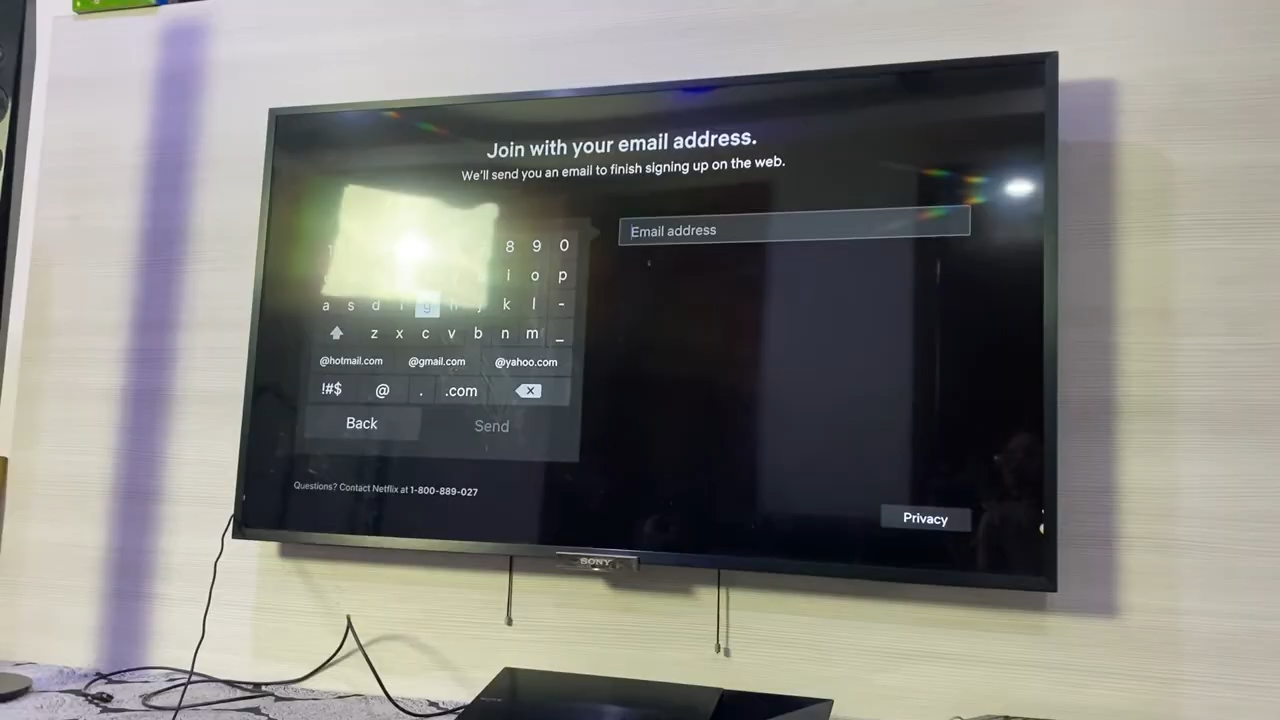 Join with your email address.
We'll send you an email to finish signing up on the web.
Email address
8 9 0
i o p
a s d g k l -
z x c v b n m _
@hotmail.com @gmail.com @yahoo.com
!#$ @ . .com
Back Send
Questions? Contact Netflix at 1-800-889-027
Privacy
SONY